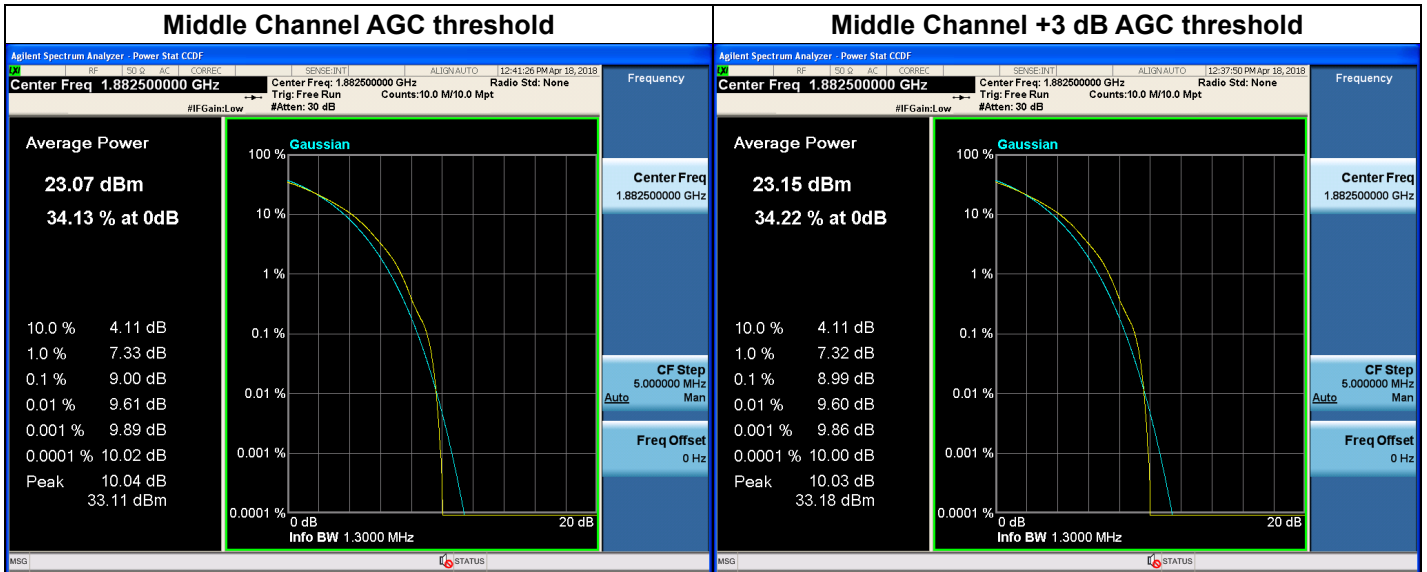 Middle Channel AGC threshold
Agilent Spectrum Analyzer - Power Stat CCDF
LXI RF 50 Ω AC CORREC SENSE:INT ALIGNAUTO 12:41:26 PM Apr 18, 2018
Center Freq 1.882500000 GHz
Center Freq: 1.882500000 GHz Radio Std: None
Trig: Free Run Counts:10.0 M/10.0 Mpt
#IFGain:Low #Atten: 30 dB
Average Power
23.07 dBm
34.13 % at 0dB
10.0 % 4.11 dB
1.0 % 7.33 dB
0.1 % 9.00 dB
0.01 % 9.61 dB
0.001 % 9.89 dB
0.0001 % 10.02 dB
Peak 10.04 dB
33.11 dBm
Gaussian
100 %
10 %
1 %
0.1 %
0.01 %
0.001 %
0.0001 %
0 dB 20 dB
Info BW 1.3000 MHz
Frequency
Center Freq
1.882500000 GHz
CF Step
5.000000 MHz
Auto Man
Freq Offset
0 Hz
MSG STATUS
Middle Channel +3 dB AGC threshold
Agilent Spectrum Analyzer - Power Stat CCDF
LXI RF 50 Ω AC CORREC SENSE:INT ALIGNAUTO 12:37:50 PM Apr 18, 2018
Center Freq 1.882500000 GHz
Center Freq: 1.882500000 GHz Radio Std: None
Trig: Free Run Counts:10.0 M/10.0 Mpt
#IFGain:Low #Atten: 30 dB
Average Power
23.15 dBm
34.22 % at 0dB
10.0 % 4.11 dB
1.0 % 7.32 dB
0.1 % 8.99 dB
0.01 % 9.60 dB
0.001 % 9.86 dB
0.0001 % 10.00 dB
Peak 10.03 dB
33.18 dBm
Gaussian
100 %
10 %
1 %
0.1 %
0.01 %
0.001 %
0.0001 %
0 dB 20 dB
Info BW 1.3000 MHz
Frequency
Center Freq
1.882500000 GHz
CF Step
5.000000 MHz
Auto Man
Freq Offset
0 Hz
MSG STATUS